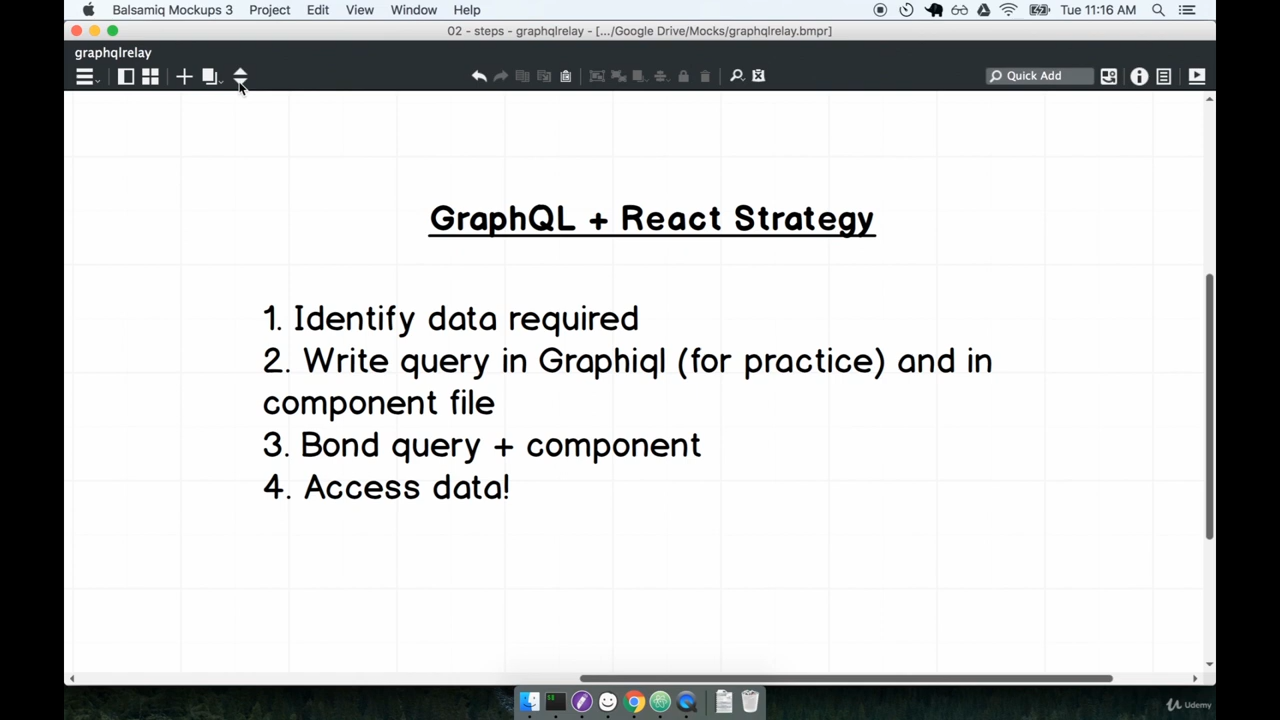 Balsamiq Mockups 3 Project Edit View Window Help Tue 11:16 AM
02 - steps - graphqlrelay - [.../Google Drive/Mocks/graphqlrelay.bmpr]
graphqlrelay
Quick Add
GraphQL + React Strategy
1. Identify data required
2. Write query in Graphiql (for practice) and in
component file
3. Bond query + component
4. Access data!
Udemy